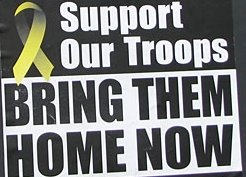 Support
Our Troops
BRING THEM
HOME NOW